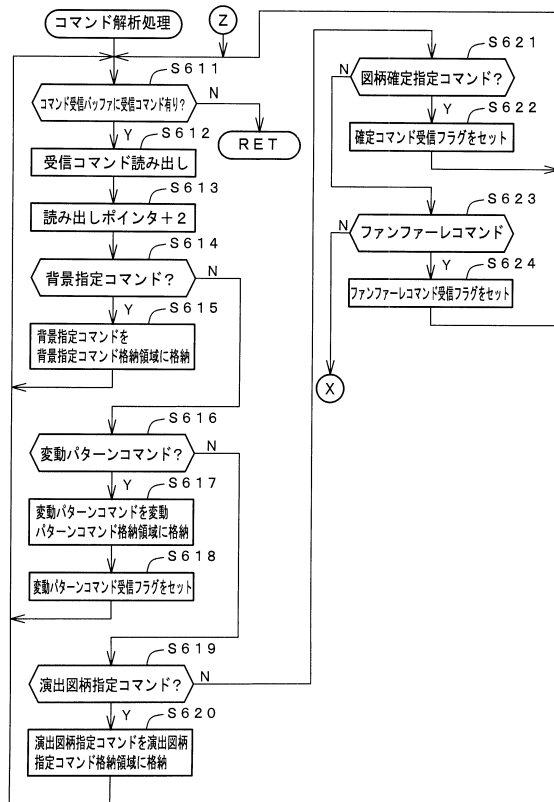 コマンド解析処理
Z
S611
コマンド受信バッファに受信コマンド有り?
N
Y
RET
S612
受信コマンド読み出し
S613
読み出しポインタ+2
S614
背景指定コマンド?
N
Y
S615
背景指定コマンドを
背景指定コマンド格納領域に格納
S616
変動パターンコマンド?
N
Y
S617
変動パターンコマンドを変動
パターンコマンド格納領域に格納
S618
変動パターンコマンド受信フラグをセット
S619
演出図柄指定コマンド?
N
Y
S620
演出図柄指定コマンドを演出図柄
指定コマンド格納領域に格納
S621
N
図柄確定指定コマンド?
Y
S622
確定コマンド受信フラグをセット
S623
N
ファンファーレコマンド
Y
S624
ファンファーレコマンド受信フラグをセット
X